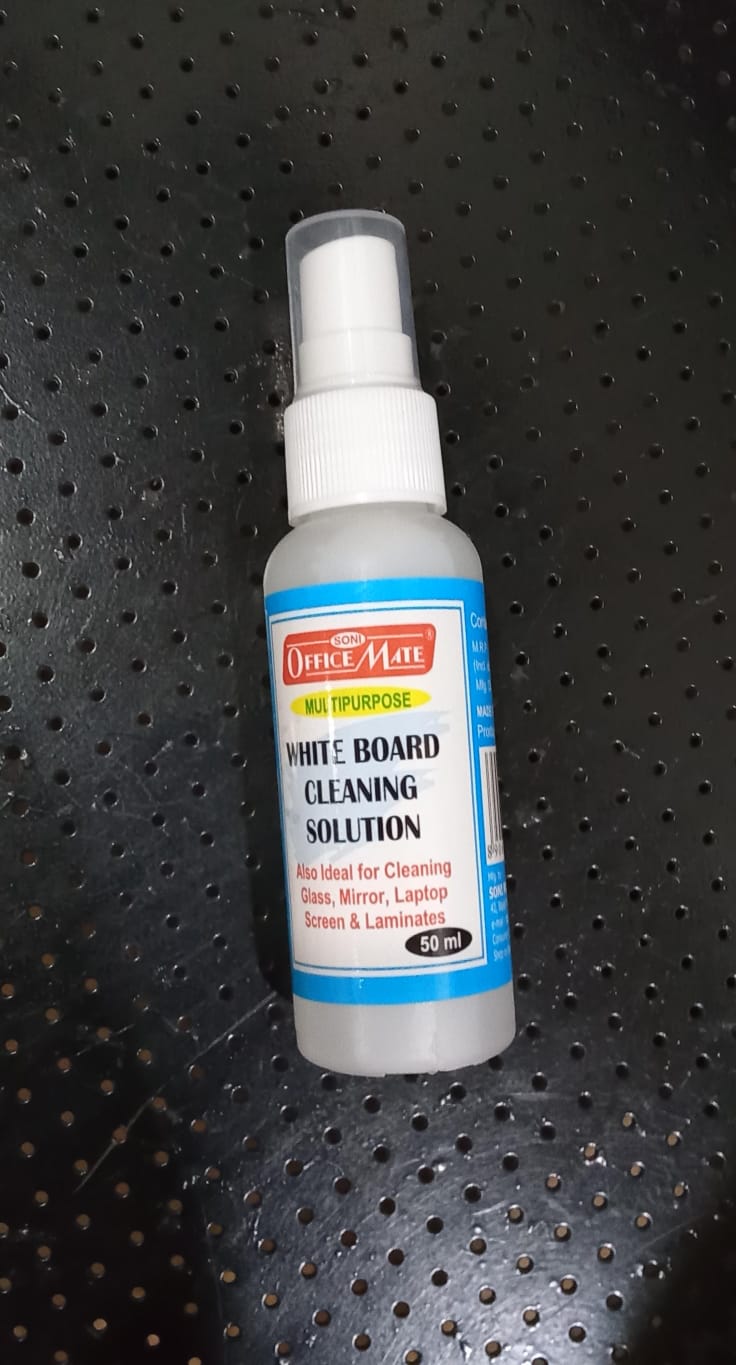 SONI
OFFICE MATE ®
MULTIPURPOSE
WHITE BOARD
CLEANING
SOLUTION
Also Ideal for Cleaning
Glass, Mirror, Laptop
Screen & Laminates
50 ml